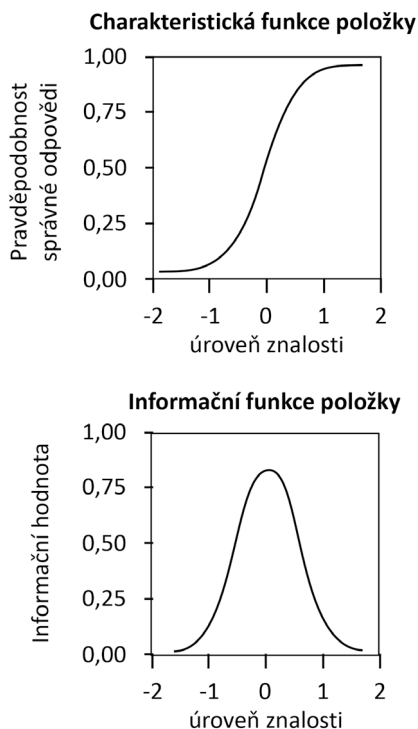 Charakteristická funkce položky
Pravděpodobnost
správné odpovědi
1,00
0,75
0,50
0,25
0,00
-2 -1 0 1 2
úroveň znalosti
Informační funkce položky
Informační hodnota
1,00
0,75
0,50
0,25
0,00
-2 -1 0 1 2
úroveň znalosti